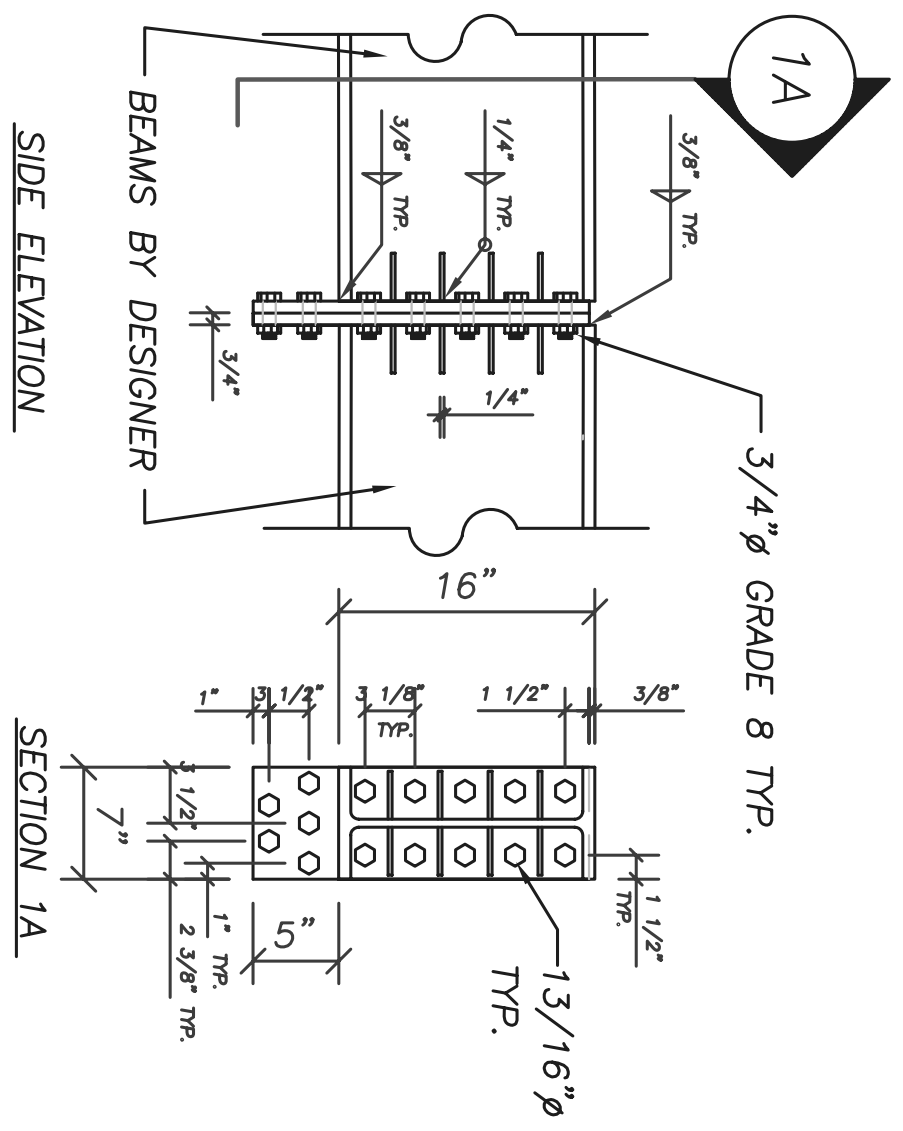 1A
3/8" TYP.
1/4" TYP.
3/8" TYP.
BEAMS BY DESIGNER
3/4"ø GRADE 8 TYP.
1/4"
3/4"
SIDE ELEVATION
16"
3/8"
1 1/2"
3 1/8"
TYP.
3 1/2"
1"
1 1/2"
TYP.
3 1/2"
7"
1" TYP.
2 3/8" TYP.
5"
13/16"ø
TYP.
SECTION 1A